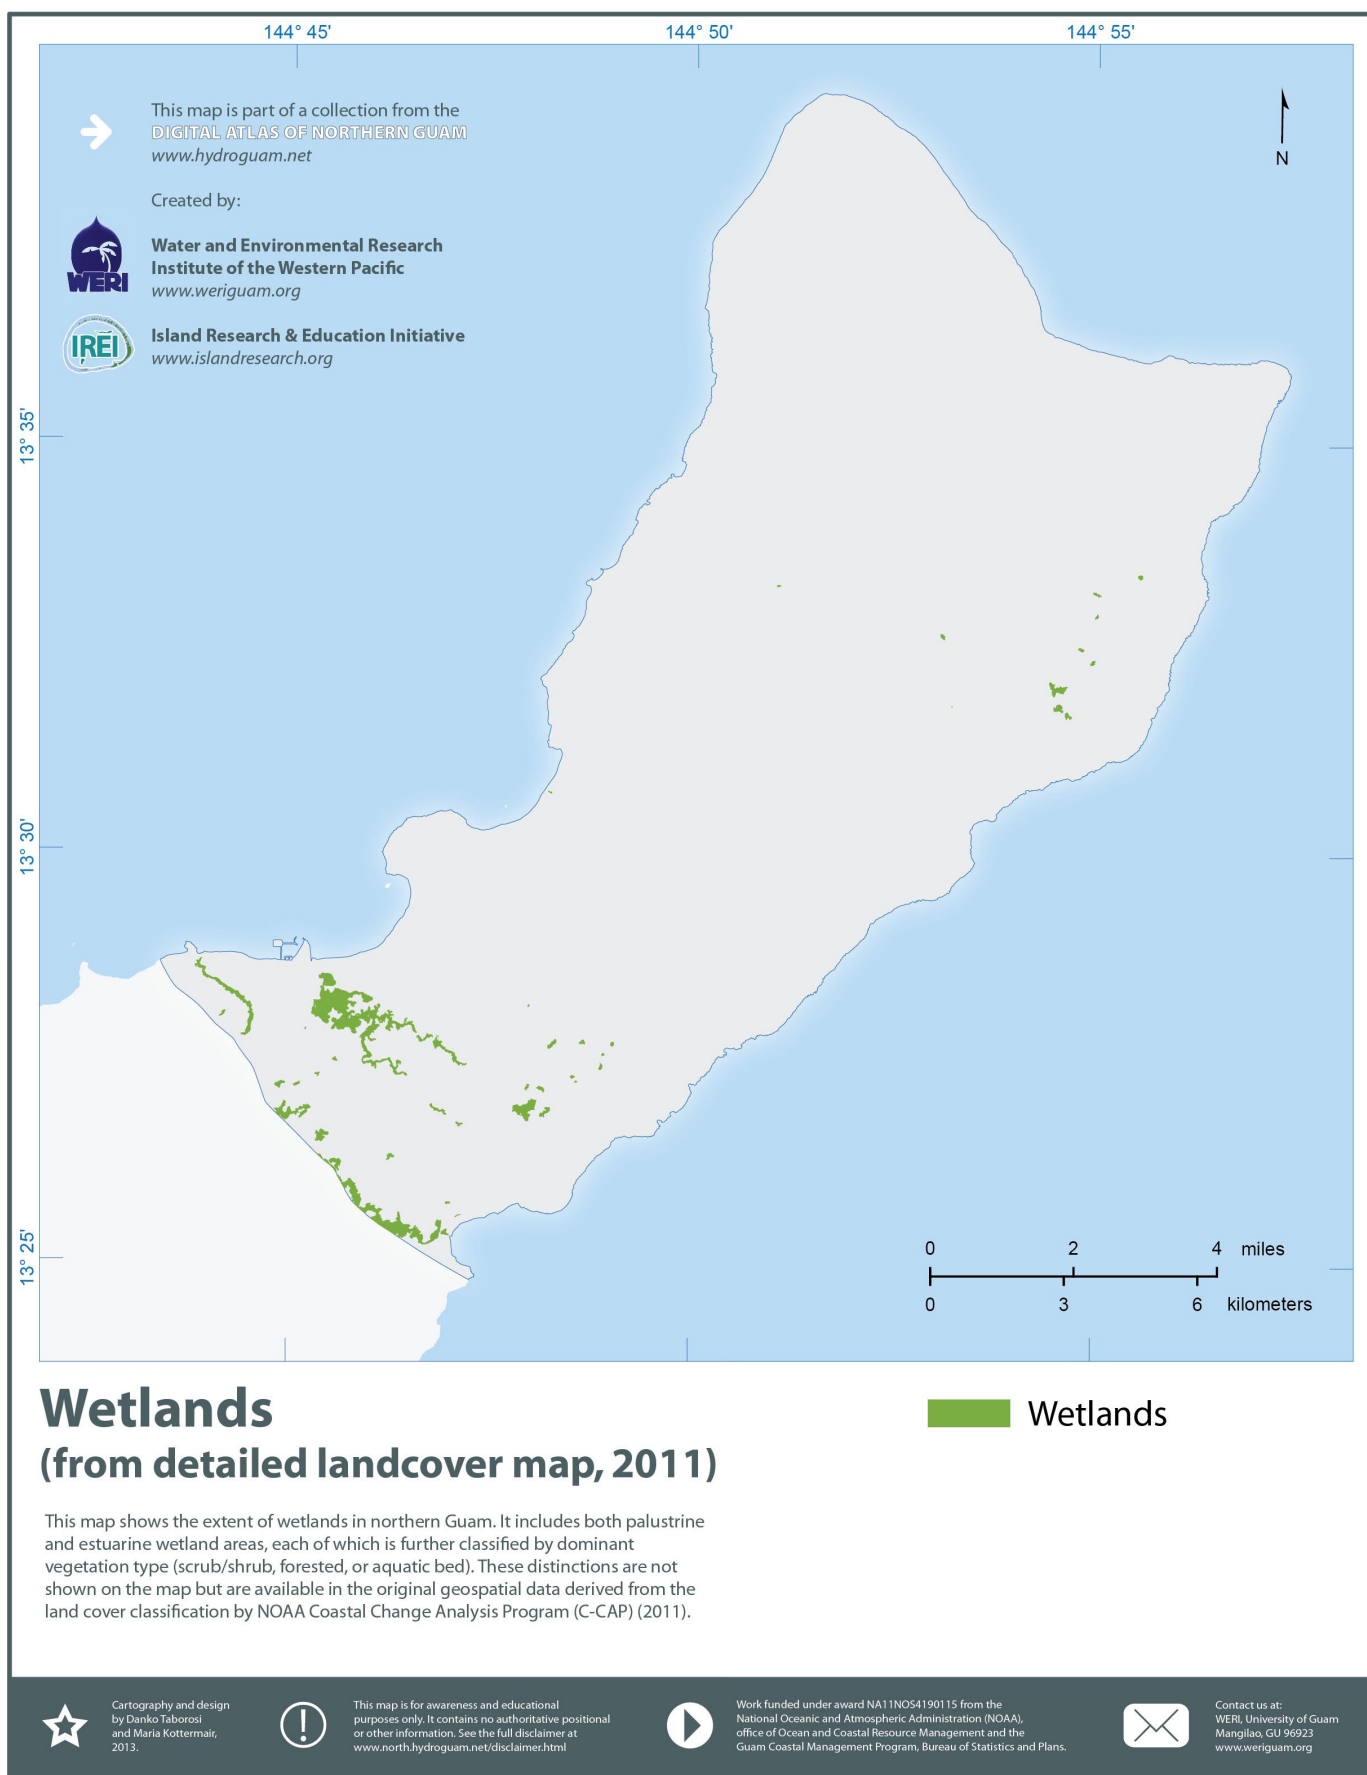 144° 45'
144° 50'
144° 55'
This map is part of a collection from the
DIGITAL ATLAS OF NORTHERN GUAM
www.hydroguam.net
N
Created by:
WERI
Water and Environmental Research
Institute of the Western Pacific
www.weriguam.org
IREI
Island Research & Education Initiative
www.islandresearch.org
13° 35'
13° 30'
13° 25'
0 2 4 miles
0 3 6 kilometers
Wetlands
(from detailed landcover map, 2011)
Wetlands
This map shows the extent of wetlands in northern Guam. It includes both palustrine
and estuarine wetland areas, each of which is further classified by dominant
vegetation type (scrub/shrub, forested, or aquatic bed). These distinctions are not
shown on the map but are available in the original geospatial data derived from the
land cover classification by NOAA Coastal Change Analysis Program (C-CAP) (2011).
Cartography and design
by Danko Taborosi
and Maria Kottermair,
2013.
This map is for awareness and educational
purposes only. It contains no authoritative positional
or other information. See the full disclaimer at
www.north.hydroguam.net/disclaimer.html
Work funded under award NA11NOS4190115 from the
National Oceanic and Atmospheric Administration (NOAA),
office of Ocean and Coastal Resource Management and the
Guam Coastal Management Program, Bureau of Statistics and Plans.
Contact us at:
WERI, University of Guam
Mangilao, GU 96923
www.weriguam.org